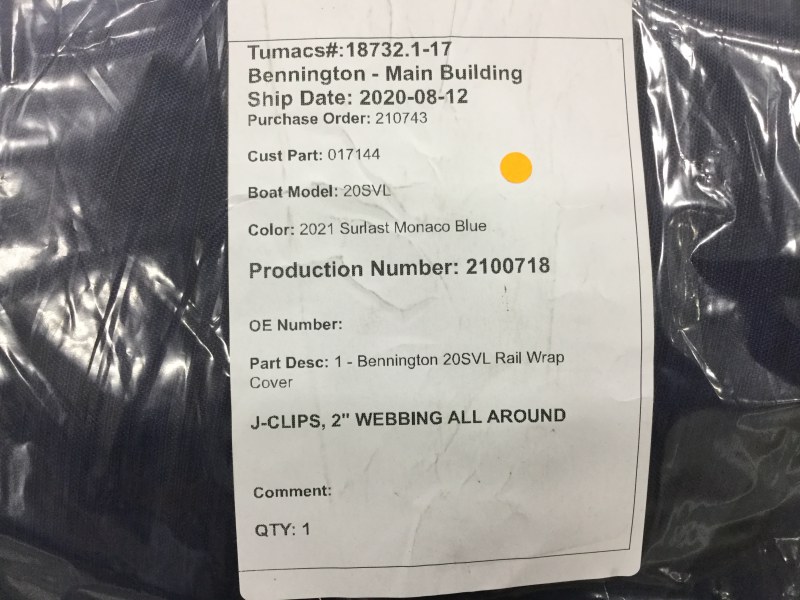 Tumacs#:18732.1-17
Bennington - Main Building
Ship Date: 2020-08-12
Purchase Order: 210743
Cust Part: 017144
Boat Model: 20SVL
Color: 2021 Surlast Monaco Blue
Production Number: 2100718
OE Number:
Part Desc: 1 - Bennington 20SVL Rail Wrap
Cover
J-CLIPS, 2" WEBBING ALL AROUND
Comment:
QTY: 1